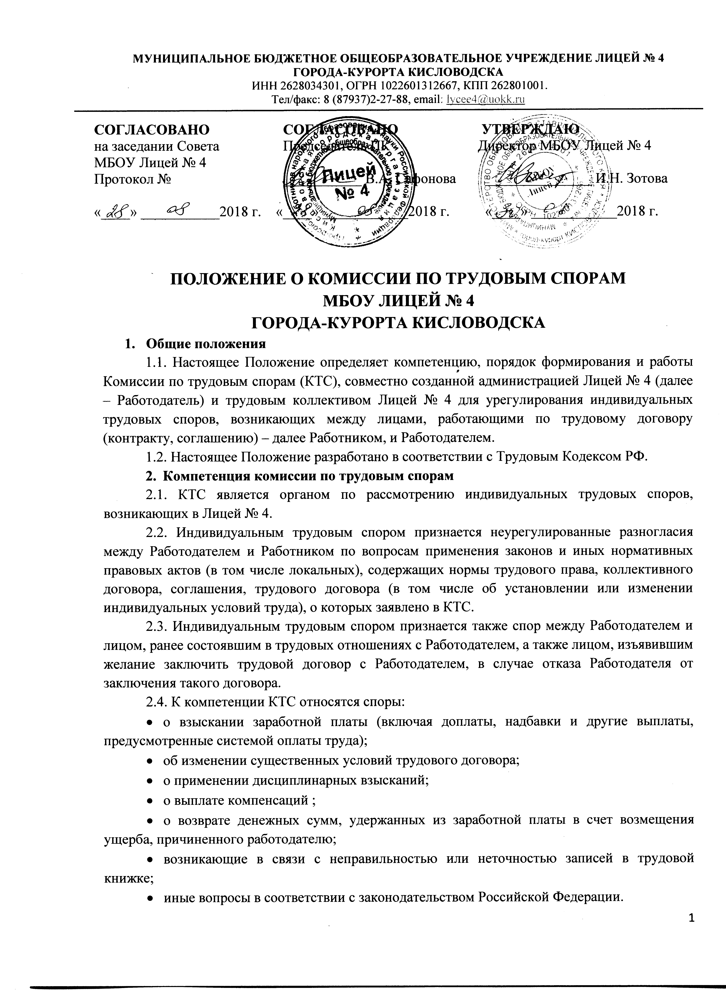 МУНИЦИПАЛЬНОЕ БЮДЖЕТНОЕ ОБЩЕОБРАЗОВАТЕЛЬНОЕ УЧРЕЖДЕНИЕ ЛИЦЕЙ № 4
ГОРОДА-КУРОРТА КИСЛОВОДСКА
ИНН 2628034301, ОГРН 1022601312667, КПП 262801001.
Тел/факс: 8 (87937)2-27-88, email: lycee4@uokk.ru
СОГЛАСОВАНО
на заседании Совета
МБОУ Лицей № 4
Протокол №
«28» 08 2018 г.
СОГЛАСОВАНО
Председатель ПК
В.А. Сафонова
« » 08 2018 г.
Лицей
№ 4
УТВЕРЖДАЮ
Директор МБОУ Лицей № 4
И.Н. Зотова
« » 2018 г.
ПОЛОЖЕНИЕ О КОМИССИИ ПО ТРУДОВЫМ СПОРАМ
МБОУ ЛИЦЕЙ № 4
ГОРОДА-КУРОРТА КИСЛОВОДСКА
1. Общие положения
1.1. Настоящее Положение определяет компетенцию, порядок формирования и работы
Комиссии по трудовым спорам (КТС), совместно созданной администрацией Лицей № 4 (далее
– Работодатель) и трудовым коллективом Лицей № 4 для урегулирования индивидуальных
трудовых споров, возникающих между лицами, работающими по трудовому договору
(контракту, соглашению) – далее Работником, и Работодателем.
1.2. Настоящее Положение разработано в соответствии с Трудовым Кодексом РФ.
2. Компетенция комиссии по трудовым спорам
2.1. КТС является органом по рассмотрению индивидуальных трудовых споров,
возникающих в Лицей № 4.
2.2. Индивидуальным трудовым спором признается неурегулированные разногласия
между Работодателем и Работником по вопросам применения законов и иных нормативных
правовых актов (в том числе локальных), содержащих нормы трудового права, коллективного
договора, соглашения, трудового договора (в том числе об установлении или изменении
индивидуальных условий труда), о которых заявлено в КТС.
2.3. Индивидуальным трудовым спором признается также спор между Работодателем и
лицом, ранее состоявшим в трудовых отношениях с Работодателем, а также лицом, изъявившим
желание заключить трудовой договор с Работодателем, в случае отказа Работодателя от
заключения такого договора.
2.4. К компетенции КТС относятся споры:
• о взыскании заработной платы (включая доплаты, надбавки и другие выплаты,
предусмотренные системой оплаты труда);
• об изменении существенных условий трудового договора;
• о применении дисциплинарных взысканий;
• о выплате компенсаций ;
• о возврате денежных сумм, удержанных из заработной платы в счет возмещения
ущерба, причиненного работодателю;
• возникающие в связи с неправильностью или неточностью записей в трудовой
книжке;
• иные вопросы в соответствии с законодательством Российской Федерации.
1